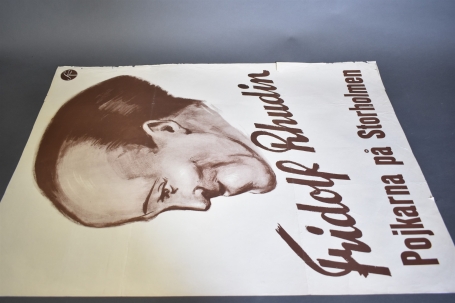 Fridolf Rhudin
Pojkarna på Storholmen